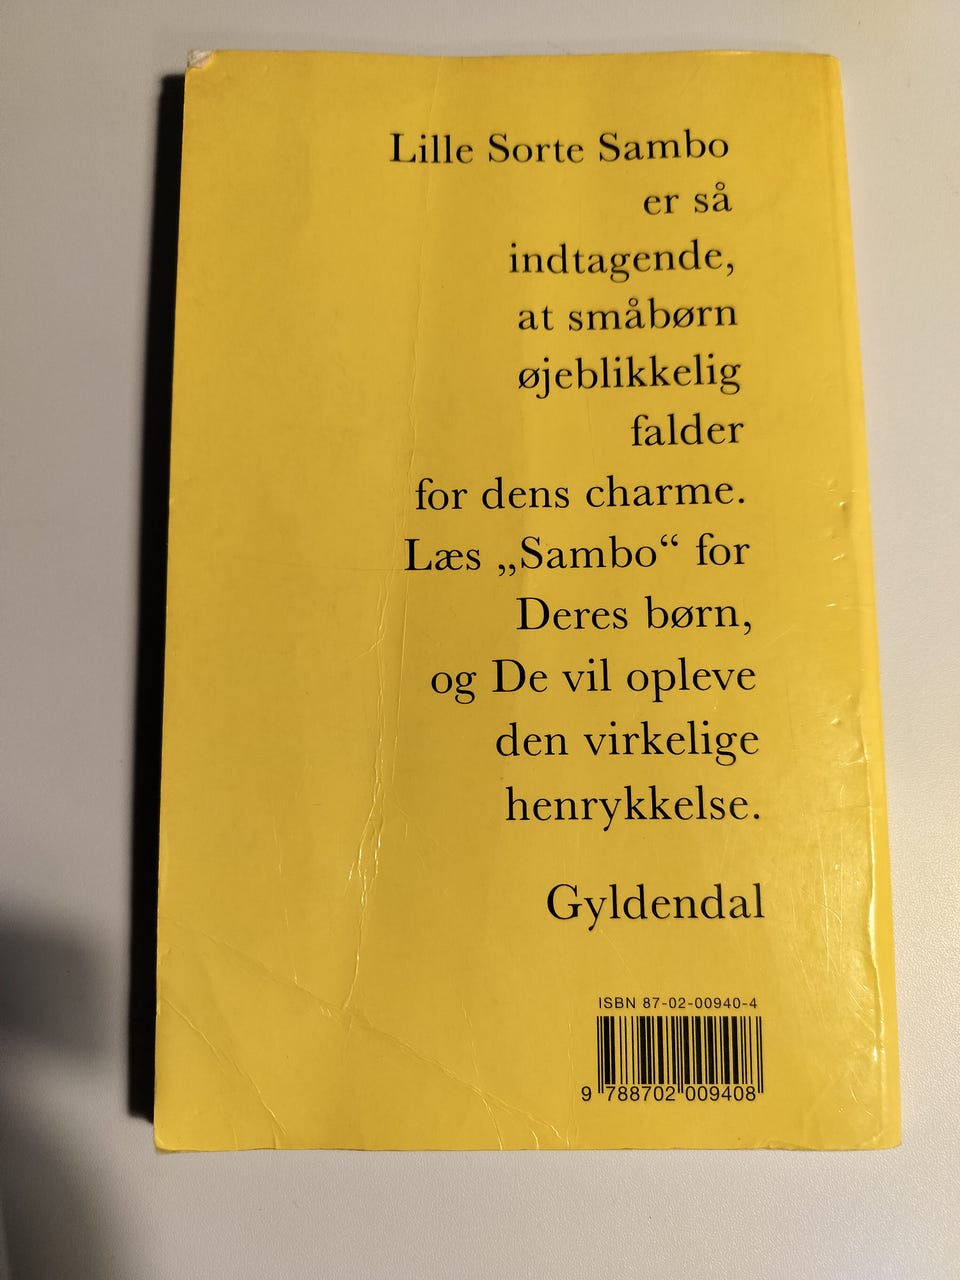 Lille Sorte Sambo
er så
indtagende,
at småbørn
øjeblikkelig
falder
for dens charme.
Læs „Sambo“ for
Deres børn,
og De vil opleve
den virkelige
henrykkelse.
Gyldendal
ISBN 87-02-00940-4
9 788702 009408